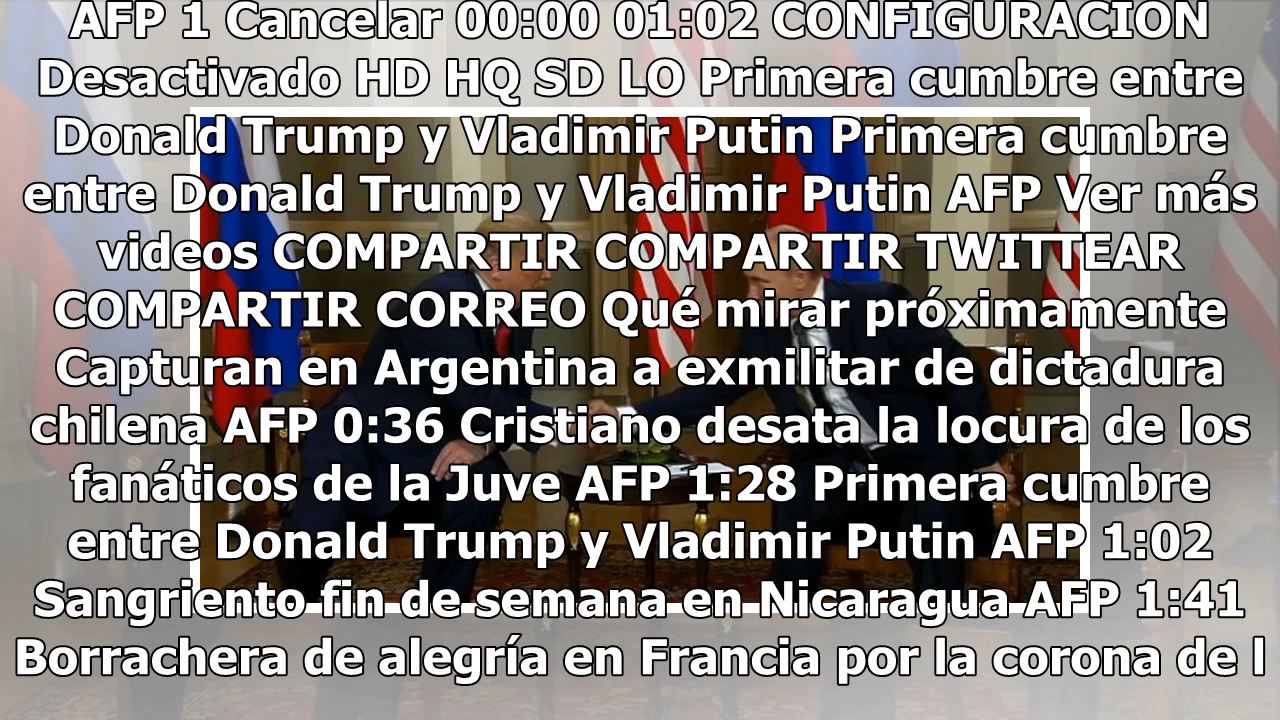 AFP 1 Cancelar 00:00 01:02 CONFIGURACIÓN
Desactivado HD HQ SD LO Primera cumbre entre
Donald Trump y Vladimir Putin Primera cumbre
entre Donald Trump y Vladimir Putin AFP Ver más
videos COMPARTIR COMPARTIR TWITTEAR
COMPARTIR CORREO Qué mirar próximamente
Capturan en Argentina a exmilitar de dictadura
chilena AFP 0:36 Cristiano desata la locura de los
fanáticos de la Juve AFP 1:28 Primera cumbre
entre Donald Trump y Vladimir Putin AFP 1:02
Sangriento fin de semana en Nicaragua AFP 1:41
Borrachera de alegría en Francia por la corona de l